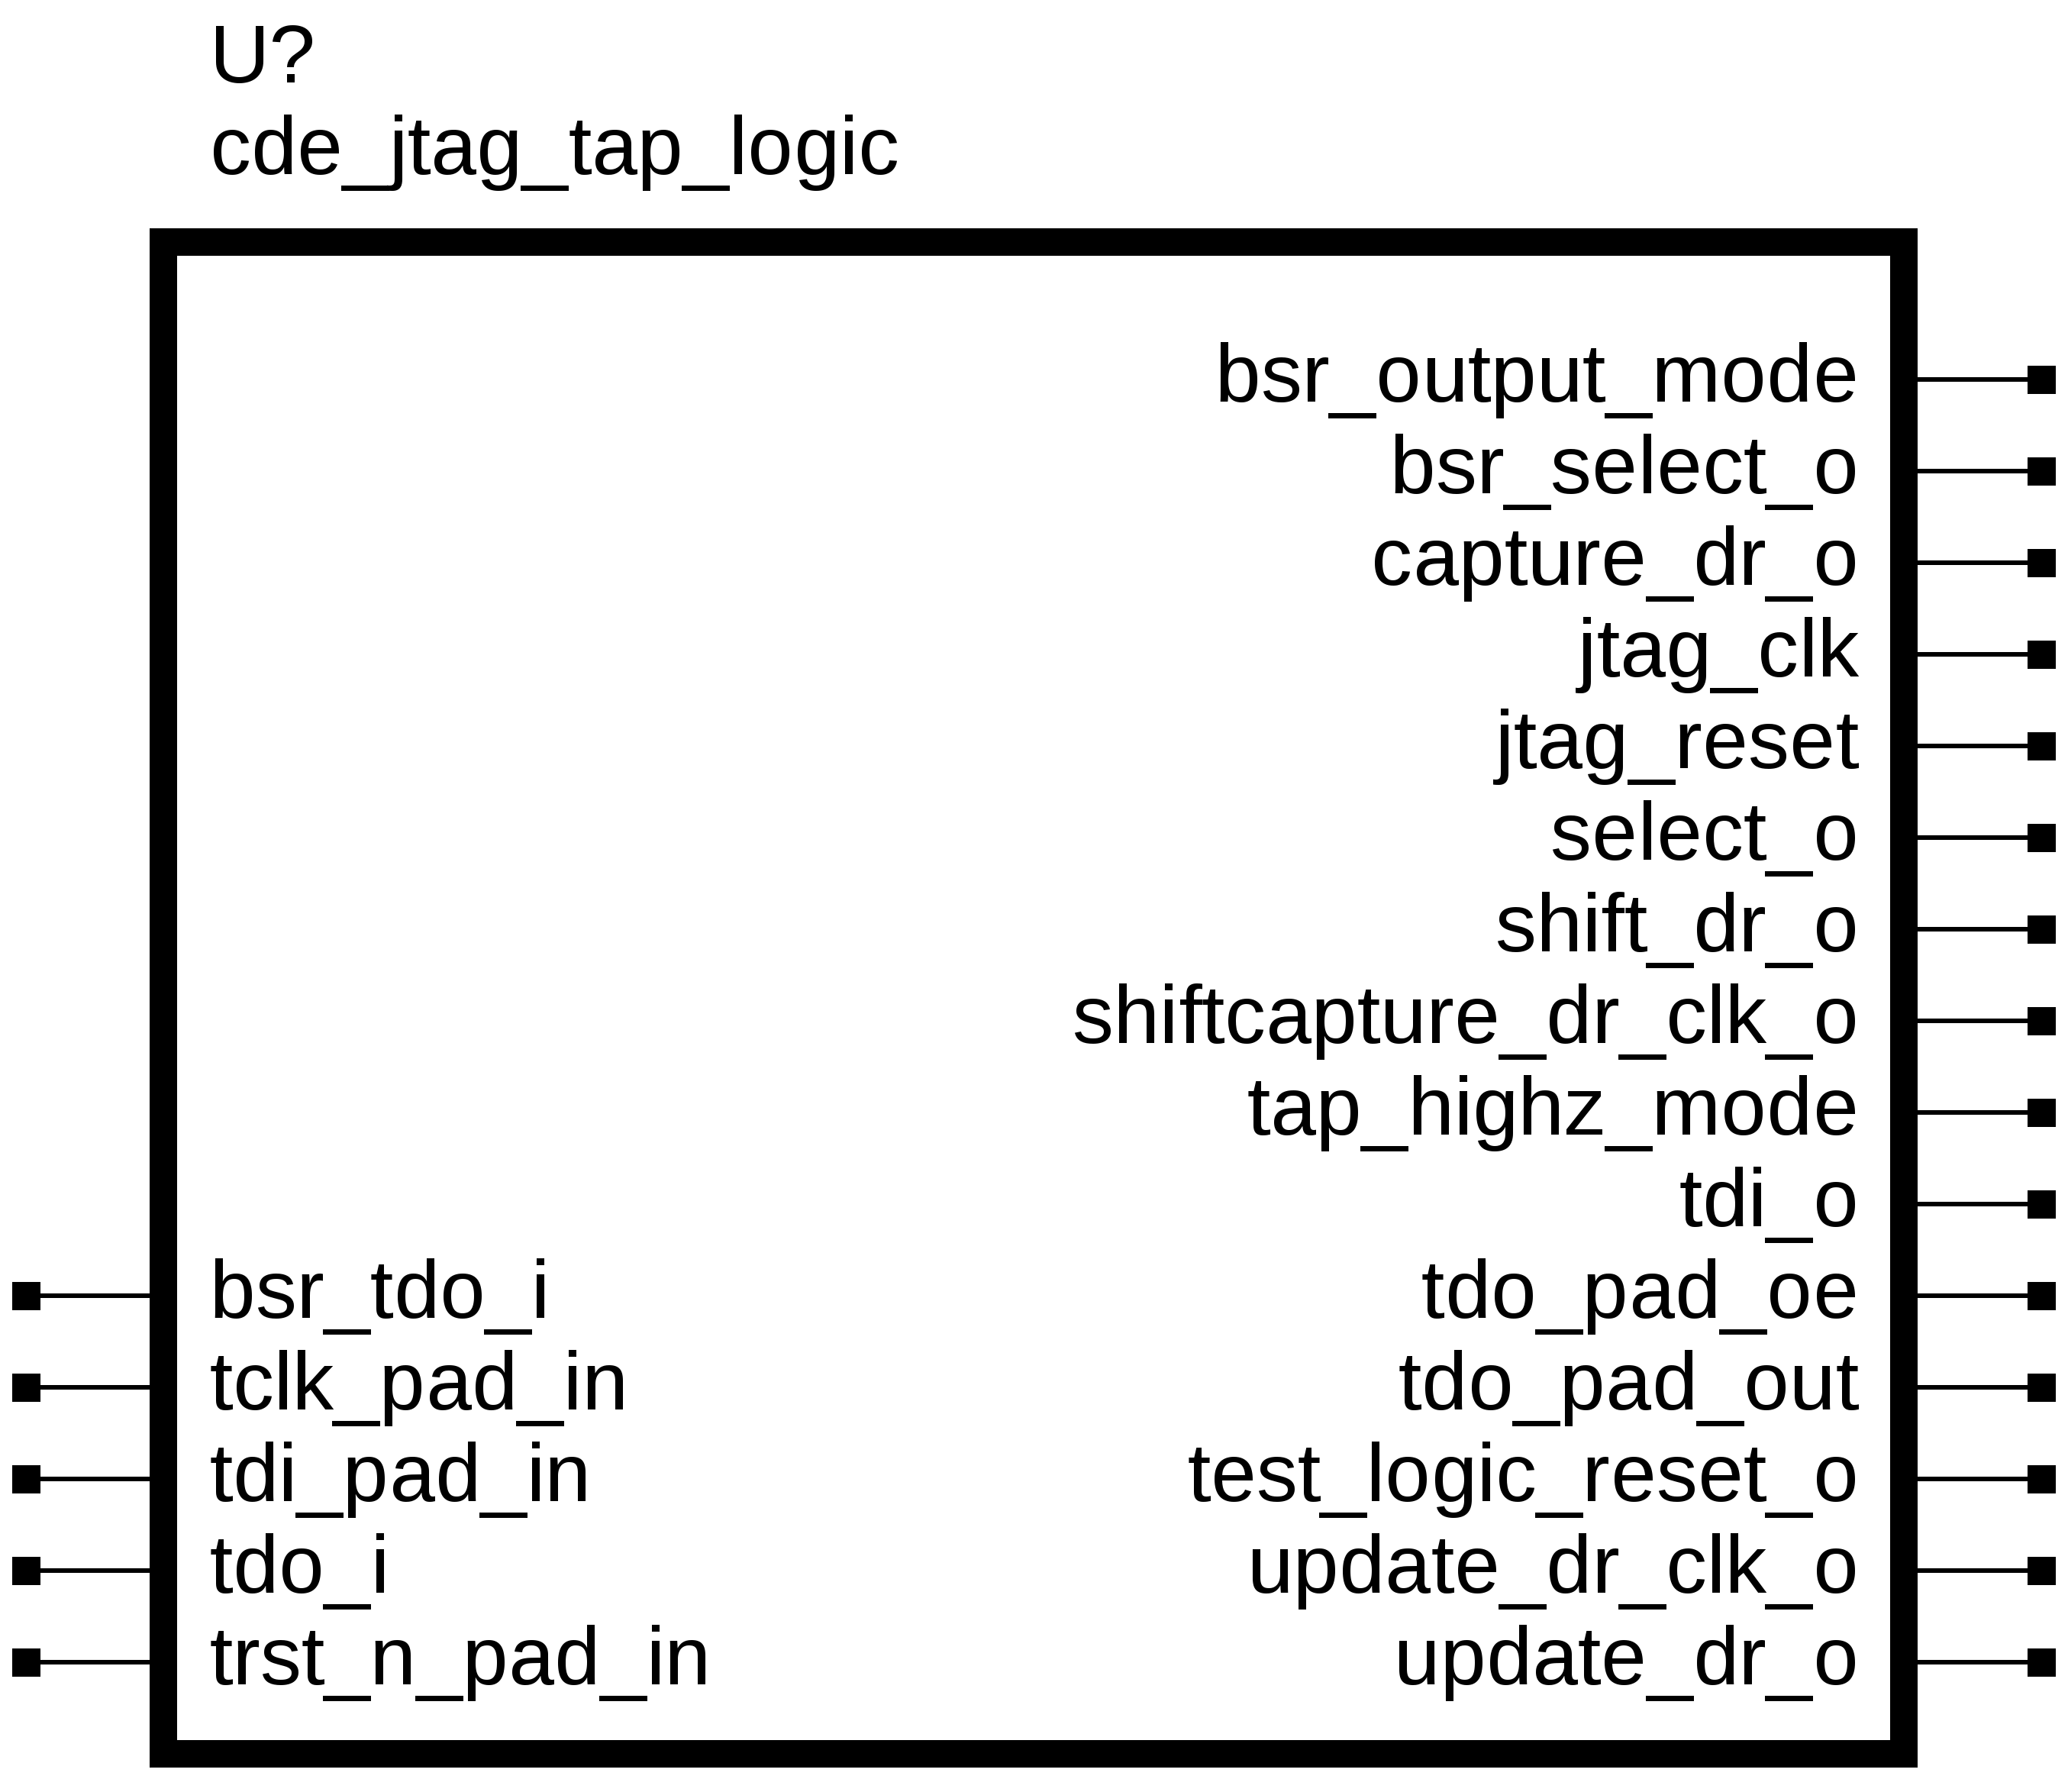 U?
cde_jtag_tap_logic
bsr_output_mode
bsr_select_o
capture_dr_o
jtag_clk
jtag_reset
select_o
shift_dr_o
shiftcapture_dr_clk_o
tap_highz_mode
tdi_o
bsr_tdo_i tdo_pad_oe
tclk_pad_in tdo_pad_out
tdi_pad_in test_logic_reset_o
tdo_i update_dr_clk_o
trst_n_pad_in update_dr_o